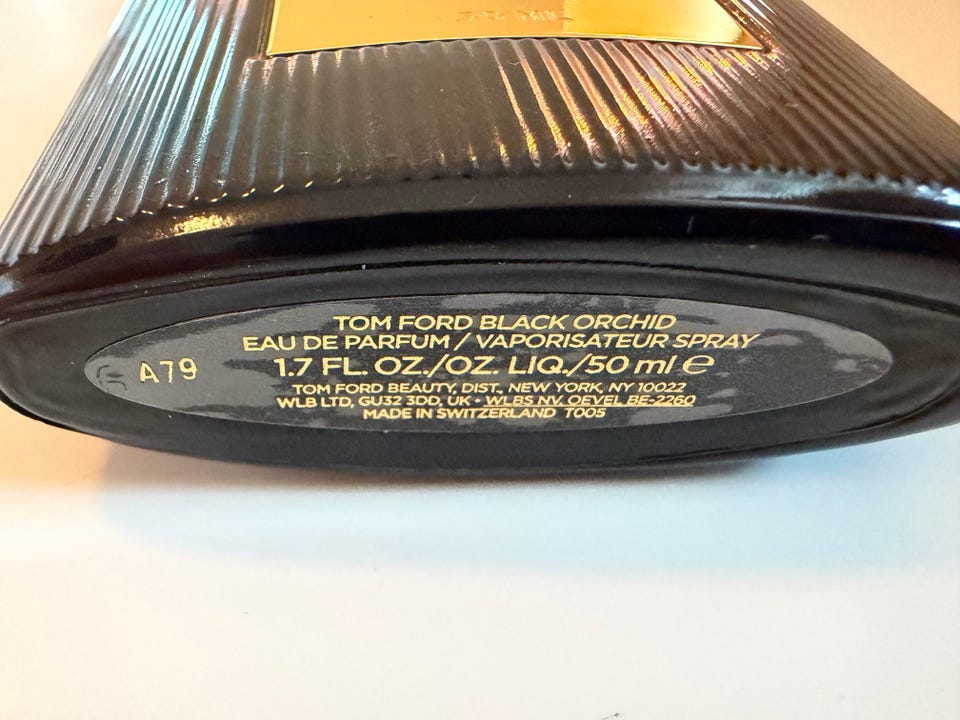 TOM FORD BLACK ORCHID
EAU DE PARFUM / VAPORISATEUR SPRAY
A79
1.7 FL. OZ./OZ. LIQ./50 ml ℮
TOM FORD BEAUTY, DIST., NEW YORK, NY 10022
WLB LTD, GU32 3DD, UK • WLBS NV. OEVEL BE-2260
MADE IN SWITZERLAND T005